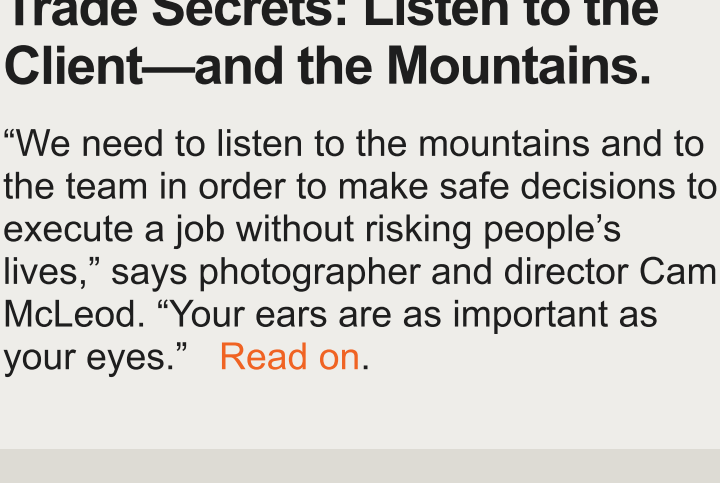 Trade Secrets: Listen to the
Client—and the Mountains.
“We need to listen to the mountains and to
the team in order to make safe decisions to
execute a job without risking people’s
lives,” says photographer and director Cam
McLeod. “Your ears are as important as
your eyes.” Read on.